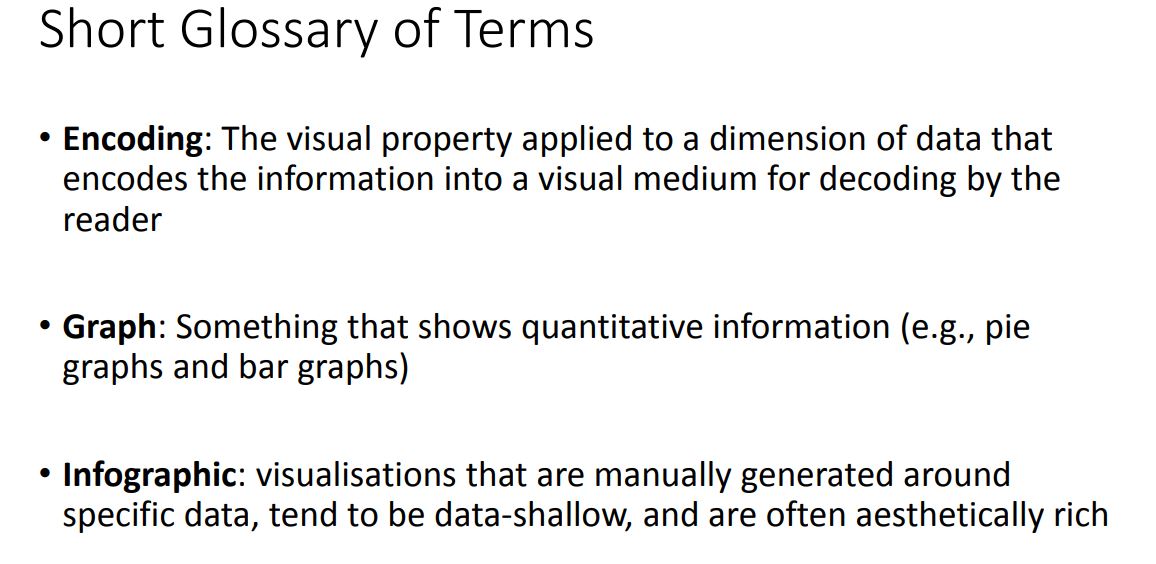 Short Glossary of Terms
• Encoding: The visual property applied to a dimension of data that
encodes the information into a visual medium for decoding by the
reader
• Graph: Something that shows quantitative information (e.g., pie
graphs and bar graphs)
• Infographic: visualisations that are manually generated around
specific data, tend to be data-shallow, and are often aesthetically rich